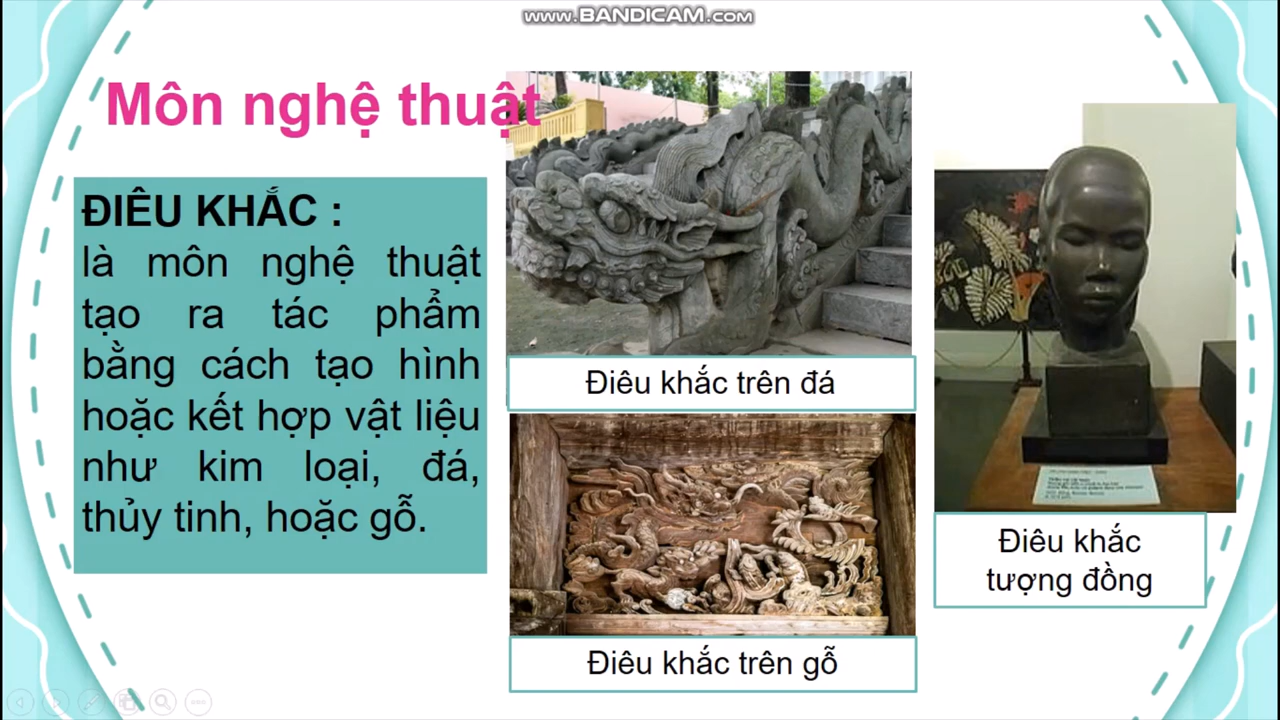 www.BANDICAM.com
Môn nghệ thuật
ĐIÊU KHẮC :
là môn nghệ thuật
tạo ra tác phẩm
bằng cách tạo hình
hoặc kết hợp vật liệu
như kim loại, đá,
thủy tinh, hoặc gỗ.
Điêu khắc trên đá
Điêu khắc trên gỗ
Điêu khắc
tượng đồng